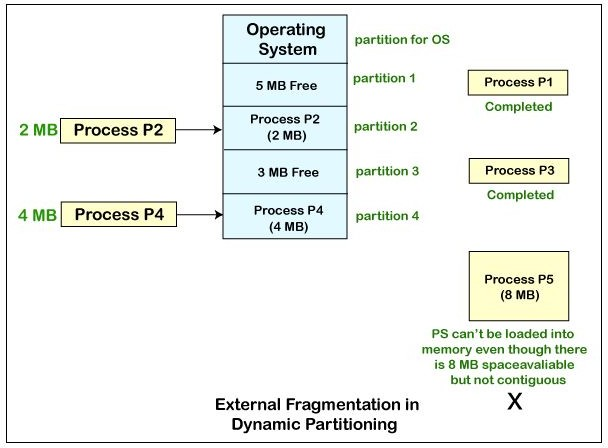 Operating
System
partition for OS
5 MB Free
partition 1
Process P1
Completed
2 MB
Process P2
Process P2
(2 MB)
partition 2
3 MB Free
partition 3
Process P3
Completed
4 MB
Process P4
Process P4
(4 MB)
partition 4
Process P5
(8 MB)
PS can't be loaded into
memory even though there
is 8 MB spaceavaliable
but not contiguous
X
External Fragmentation in
Dynamic Partitioning